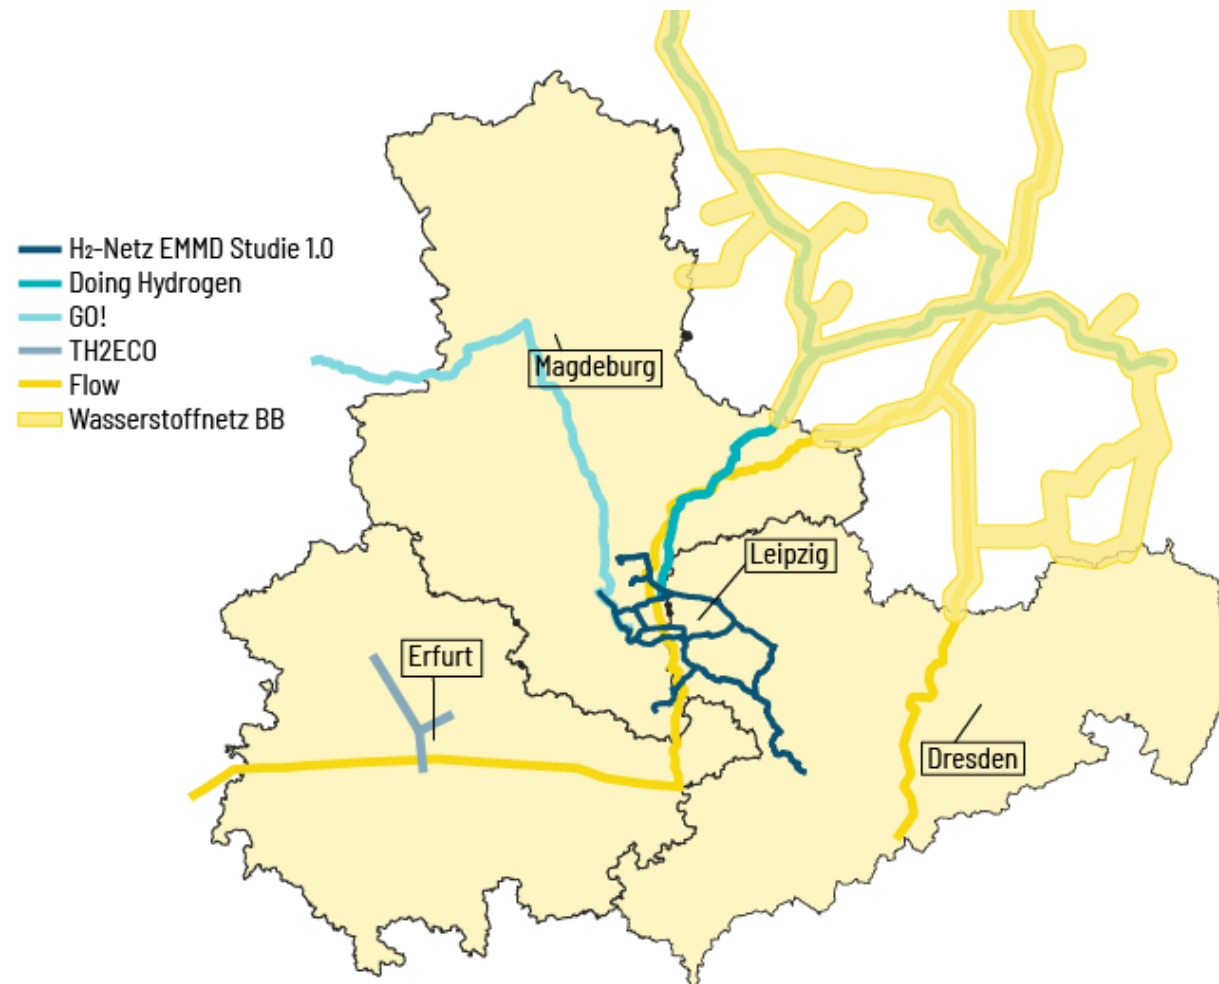 H₂-Netz EMMD Studie 1.0
Doing Hydrogen
GO!
TH2ECO
Flow
Wasserstoffnetz BB
Magdeburg
Leipzig
Erfurt
Dresden